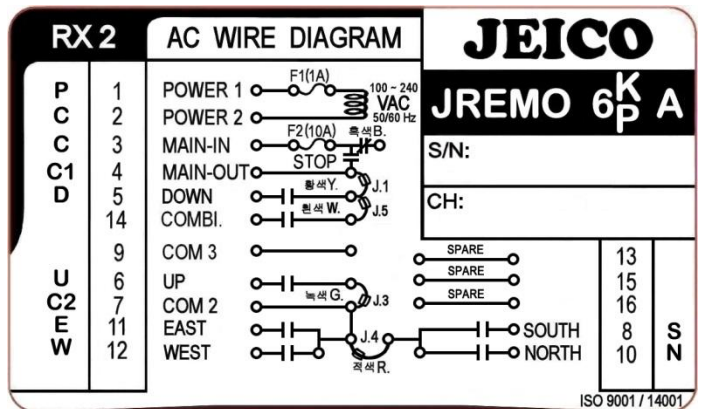 RX 2 AC WIRE DIAGRAM JEICO
JREMO 6 K P A
S/N:
CH:
P 1 POWER 1 F1(1A) 100 ~ 240
VAC
50/60 Hz
C 2 POWER 2
C 3 MAIN-IN F2(10A) 흑색B.
STOP
C1 4 MAIN-OUT
황색Y. J.1
D 5 DOWN
흰색 W. J.5
14 COMBI.
9 COM 3 SPARE 13
SPARE 15
U 6 UP
녹색 G. J.3
SPARE 16
C2 7 COM 2
E 11 EAST J.4 SOUTH 8 S
W 12 WEST NORTH 10 N
적색R.
ISO 9001 / 14001